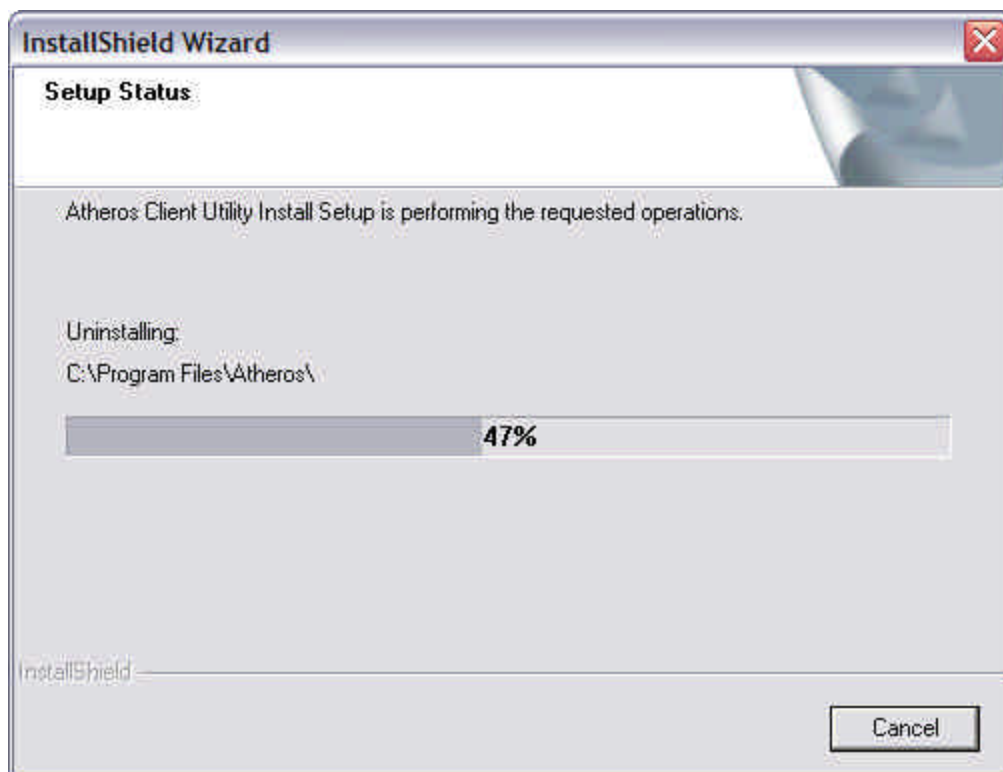 InstallShield Wizard
Setup Status
Atheros Client Utility Install Setup is performing the requested operations.
Uninstalling:
C:\Program Files\Atheros\
47%
InstallShield
Cancel